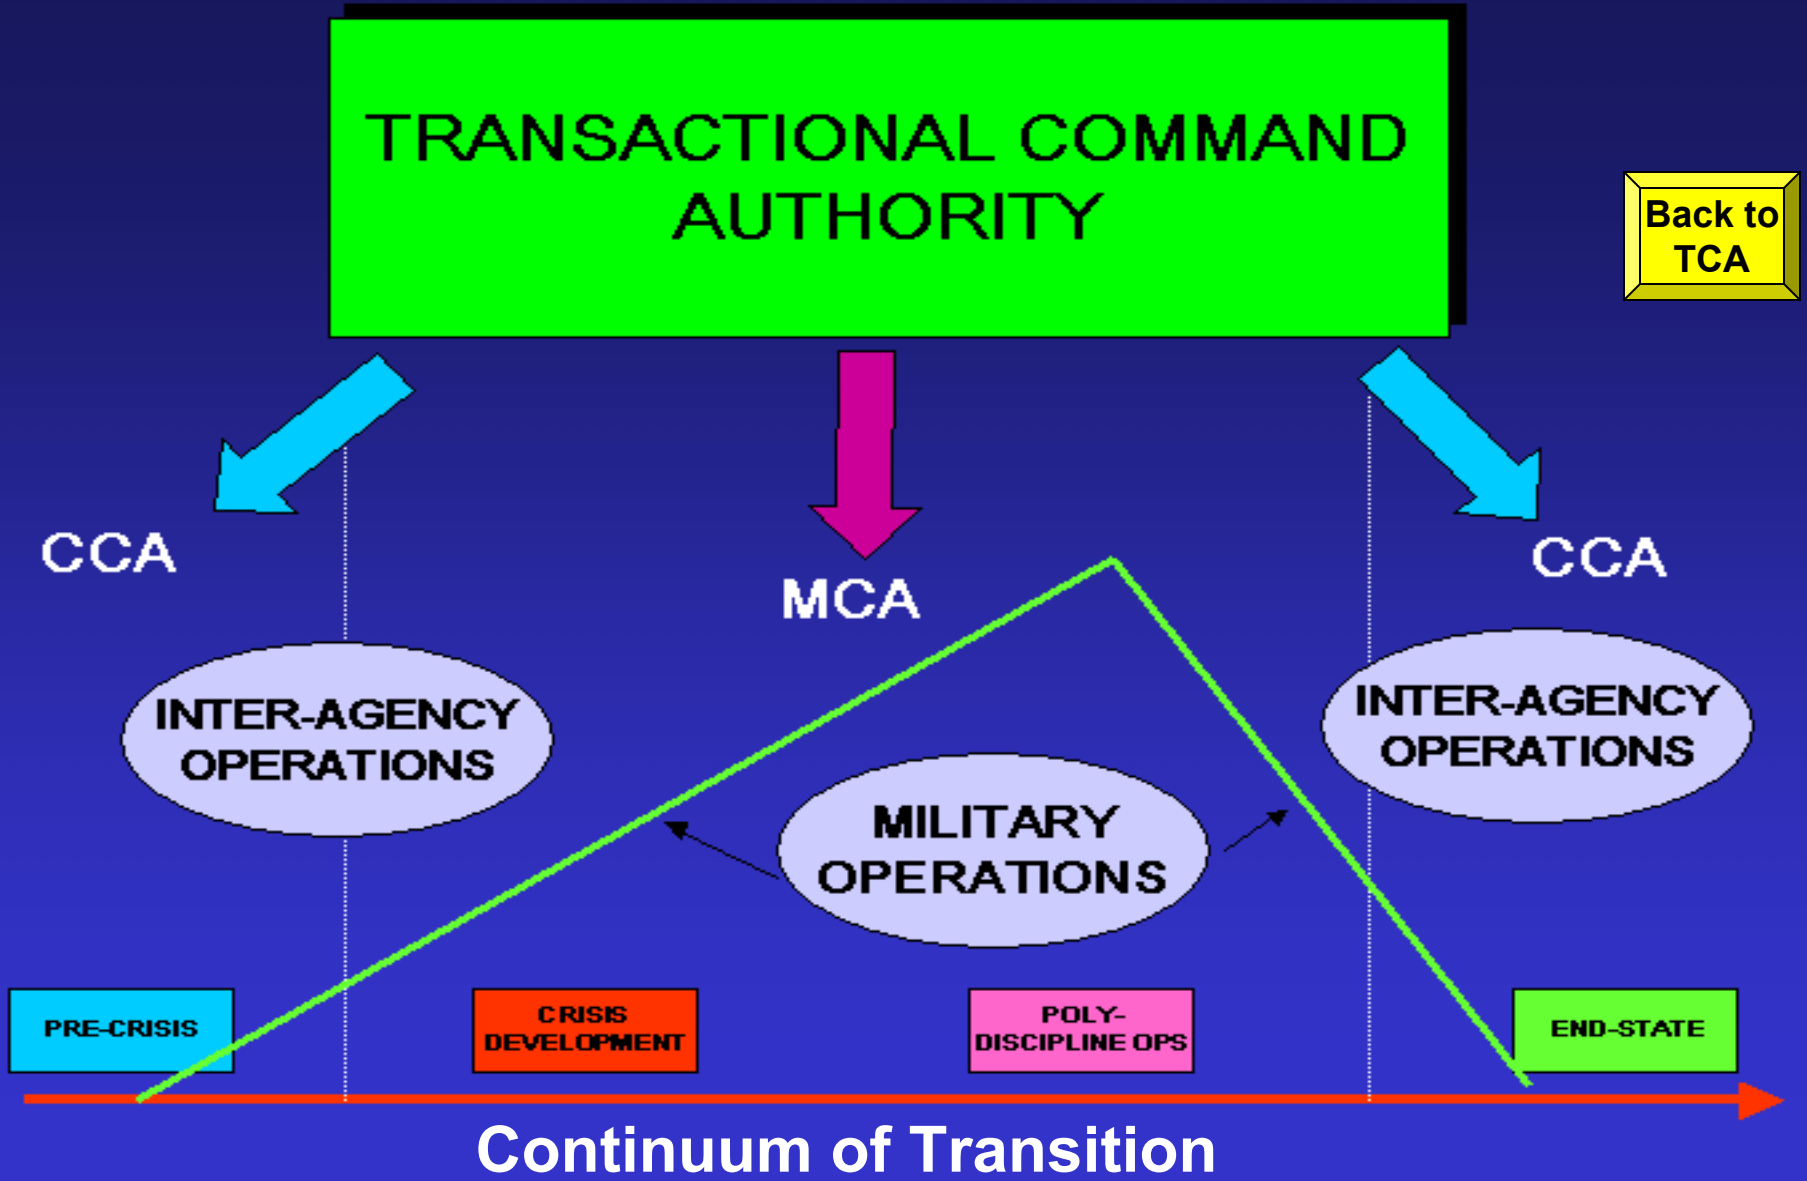 TRANSACTIONAL COMMAND
AUTHORITY
Back to
TCA
CCA
MCA
CCA
INTER-AGENCY
OPERATIONS
MILITARY
OPERATIONS
INTER-AGENCY
OPERATIONS
PRE-CRISIS
CRISIS
DEVELOPMENT
POLY-
DISCIPLINE OPS
END-STATE
Continuum of Transition